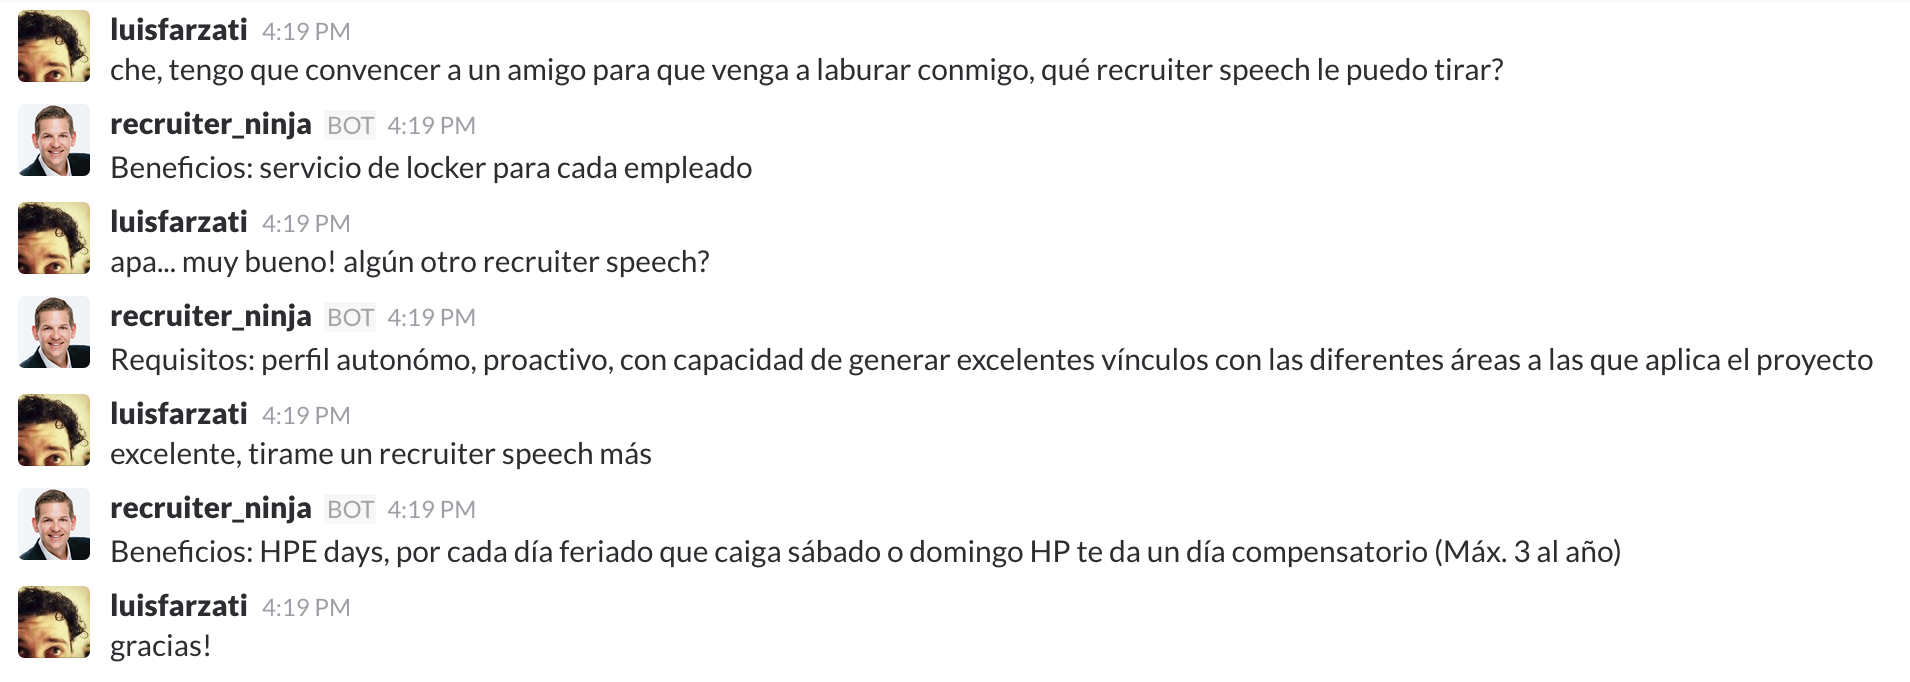 luisfarzati 4:19 PM
che, tengo que convencer a un amigo para que venga a laburar conmigo, qué recruiter speech le puedo tirar?
recruiter_ninja BOT 4:19 PM
Beneficios: servicio de locker para cada empleado
luisfarzati 4:19 PM
apa... muy bueno! algún otro recruiter speech?
recruiter_ninja BOT 4:19 PM
Requisitos: perfil autonómo, proactivo, con capacidad de generar excelentes vínculos con las diferentes áreas a las que aplica el proyecto
luisfarzati 4:19 PM
excelente, tirame un recruiter speech más
recruiter_ninja BOT 4:19 PM
Beneficios: HPE days, por cada día feriado que caiga sábado o domingo HP te da un día compensatorio (Máx. 3 al año)
luisfarzati 4:19 PM
gracias!